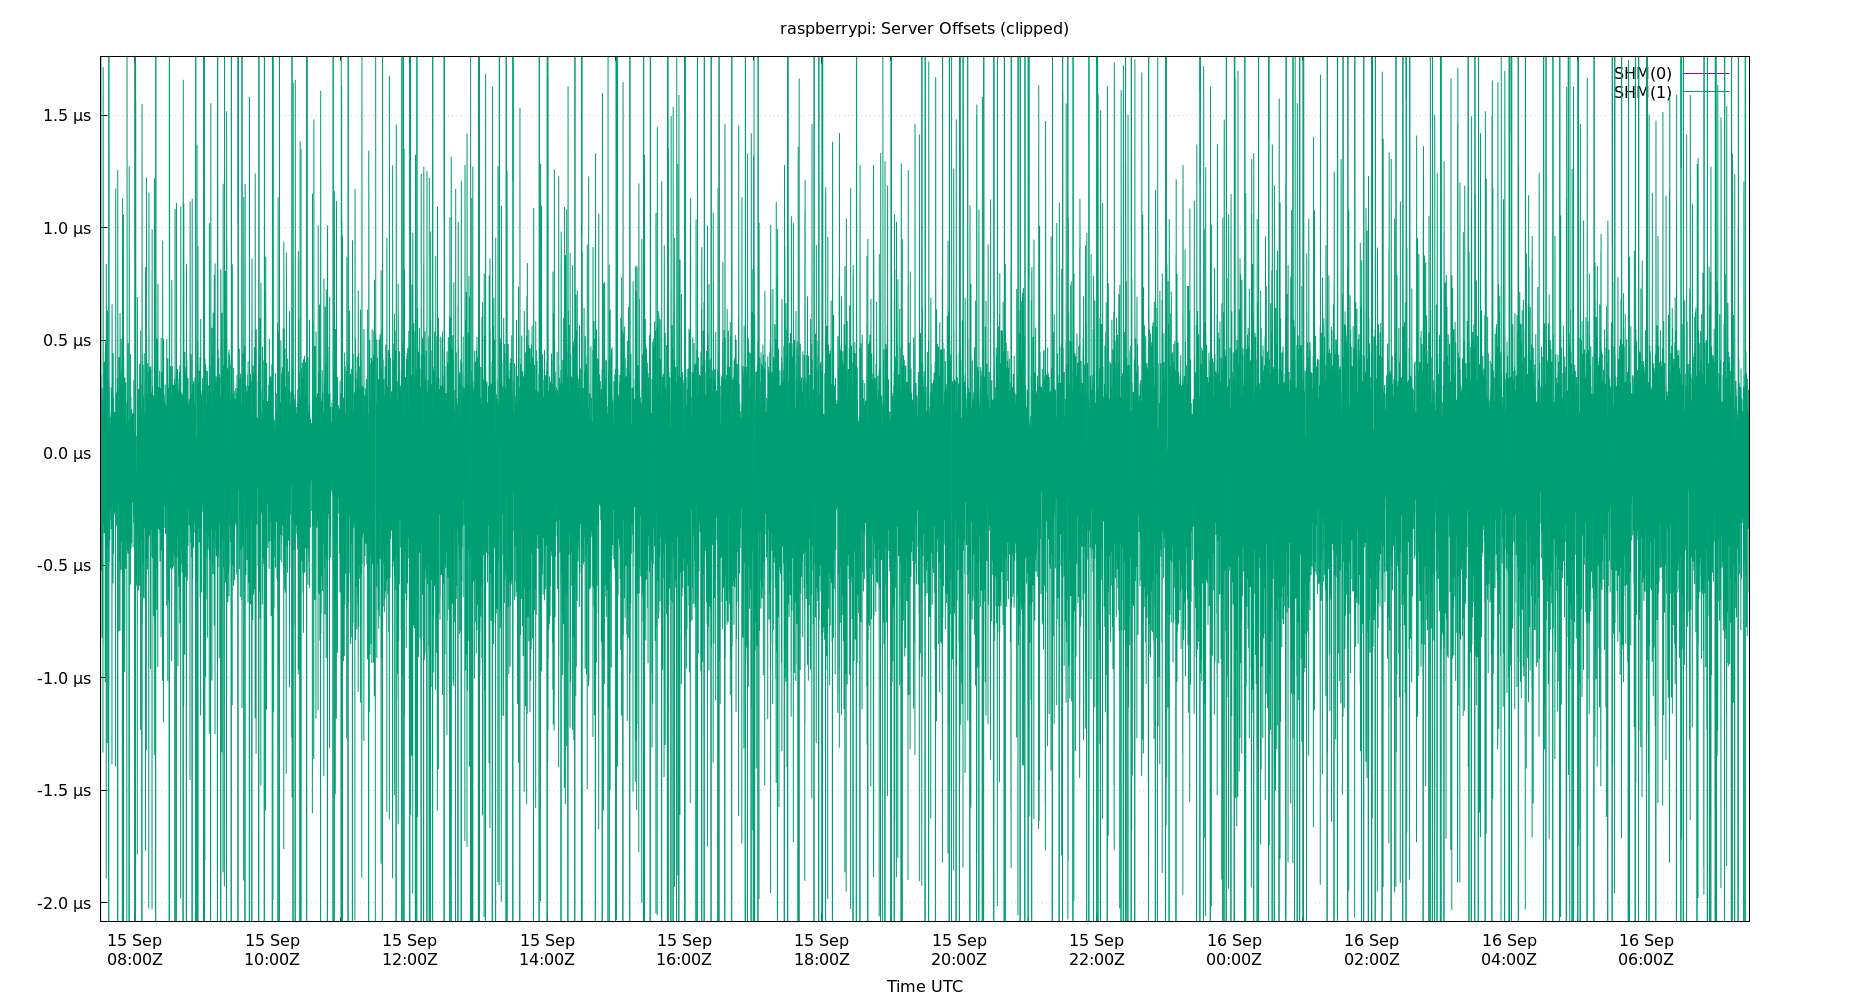 raspberrypi: Server Offsets (clipped)
SHM(0)
SHM(1)
1.5 µs
1.0 µs
0.5 µs
0.0 µs
-0.5 µs
-1.0 µs
-1.5 µs
-2.0 µs
15 Sep 15 Sep 15 Sep 15 Sep 15 Sep 15 Sep 15 Sep 15 Sep 16 Sep 16 Sep 16 Sep 16 Sep
08:00Z 10:00Z 12:00Z 14:00Z 16:00Z 18:00Z 20:00Z 22:00Z 00:00Z 02:00Z 04:00Z 06:00Z
Time UTC